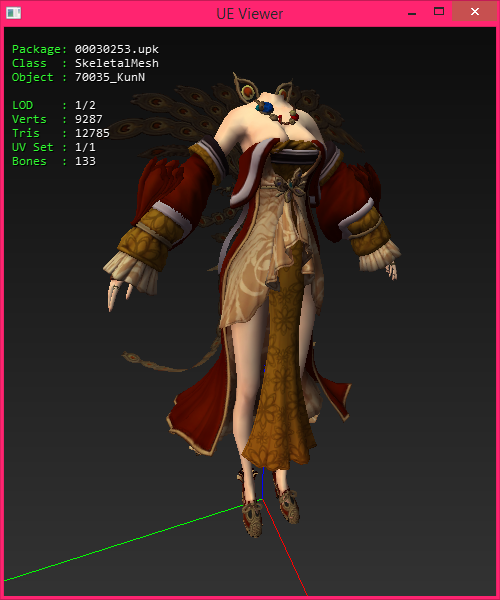 UE Viewer
Package: 00030253.upk
Class : SkeletalMesh
Object : 70035_KunN
LOD : 1/2
Verts : 9287
Tris : 12785
UV Set : 1/1
Bones : 133